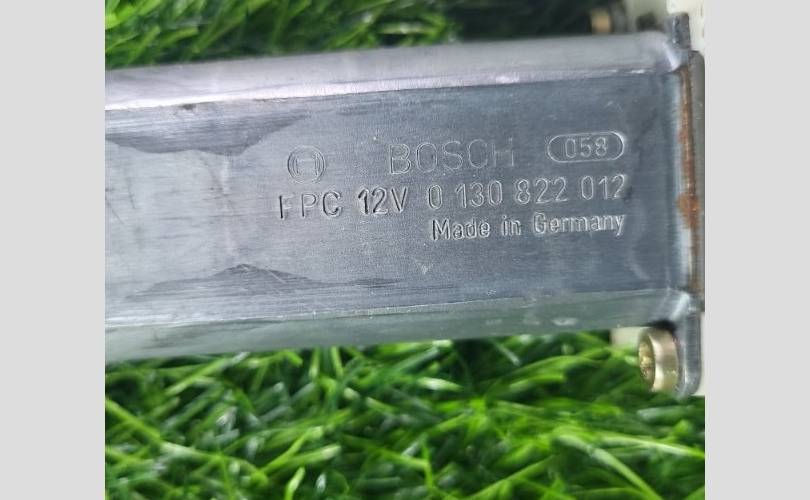 BOSCH 058
FPC 12V 0 130 822 012
Made in Germany